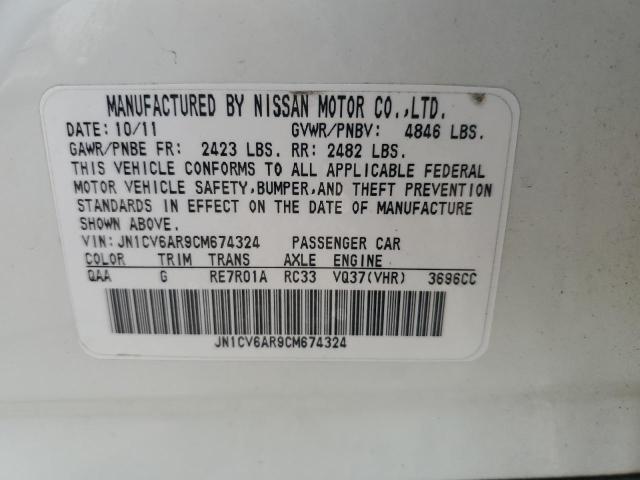 MANUFACTURED BY NISSAN MOTOR CO.,LTD.
DATE: 10/11 GVWR/PNBV: 4846 LBS.
GAWR/PNBE FR: 2423 LBS. RR: 2482 LBS.
THIS VEHICLE CONFORMS TO ALL APPLICABLE FEDERAL
MOTOR VEHICLE SAFETY,BUMPER,AND THEFT PREVENTION
STANDARDS IN EFFECT ON THE DATE OF MANUFACTURE
SHOWN ABOVE.
VIN: JN1CV6AR9CM674324 PASSENGER CAR
COLOR TRIM TRANS AXLE ENGINE
QAA G RE7R01A RC33 VQ37(VHR) 3696CC
JN1CV6AR9CM674324